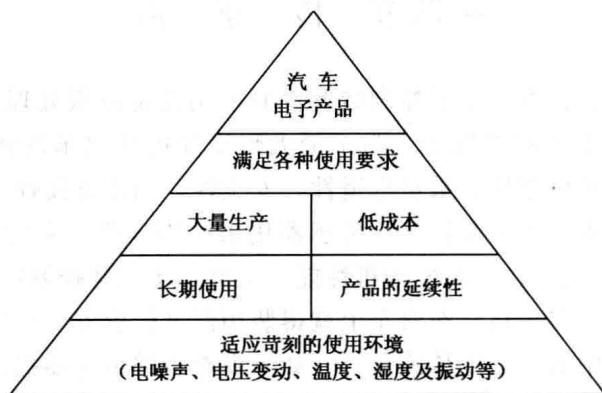 汽 车
电子产品
满足各种使用要求
大量生产
低成本
长期使用
产品的延续性
适应苛刻的使用环境
(电噪声、电压变动、温度、湿度及振动等)